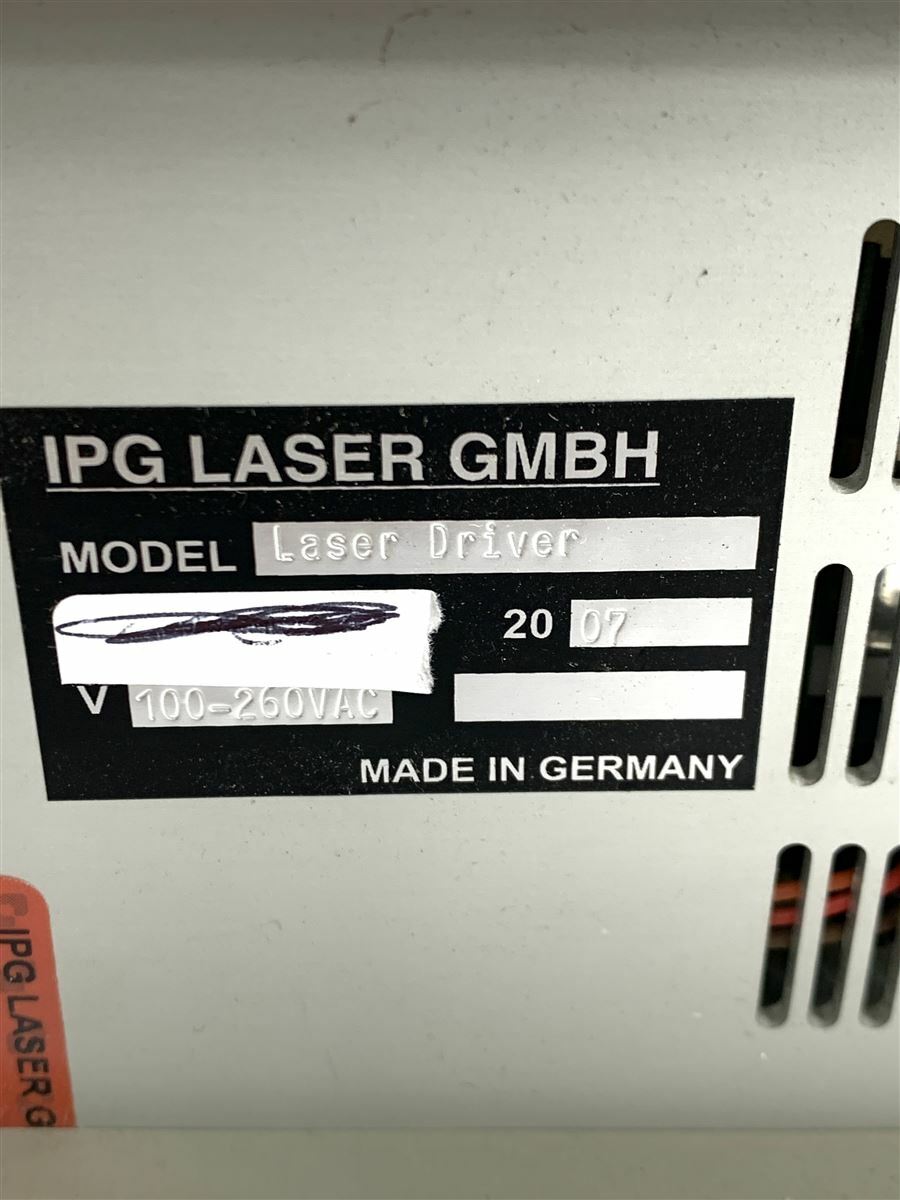 IPG LASER GMBH
MODEL Laser Driver
20 07
V 100-260VAC
MADE IN GERMANY
IPG LASER G